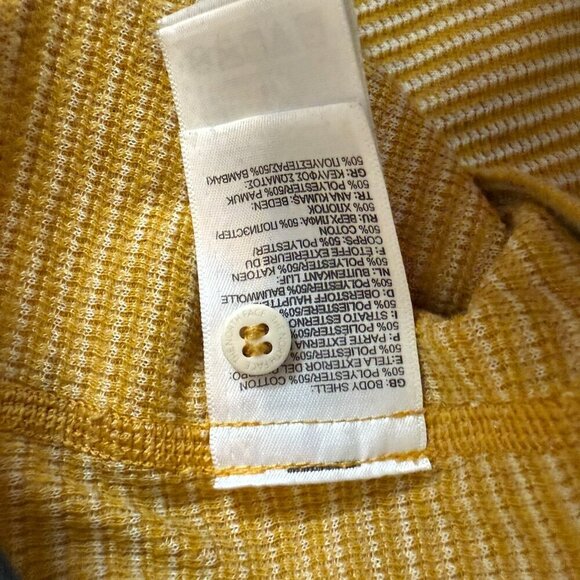 GB: BODY SHELL:
50% POLYESTER/50% COTTON
E: TELA EXTERIOR DEL
50% POLIÉSTER/50%
P: PARTE EXTERNA
50% POLIESTER/50%
I: STRATO ESTERNO
50% POLIESTERE/50%
D: OBERSTOFF HAUPTTEIL
50% POLYESTER/50% BAUMWOLLE
NL: BUITENKANT LIJF:
50% POLYESTER/50% KATOEN
F: ETOFFE EXTERIEURE DU
CORPS: 50% POLYESTER/
50% COTON
RU: ВЕРХ ЛИФА: 50% ПОЛИЭСТЕР/
50% ХЛОПОК
TR: ANA KUMAŞ: BEDEN:
50% POLYESTER/50% PAMUK
GR: ΚΕΛΥΦΟΣ ΣΩΜΑΤΟΣ:
50% ΠΟΛΥΕΣΤΕΡΑΣ/50% ΒΑΜΒΑΚΙ